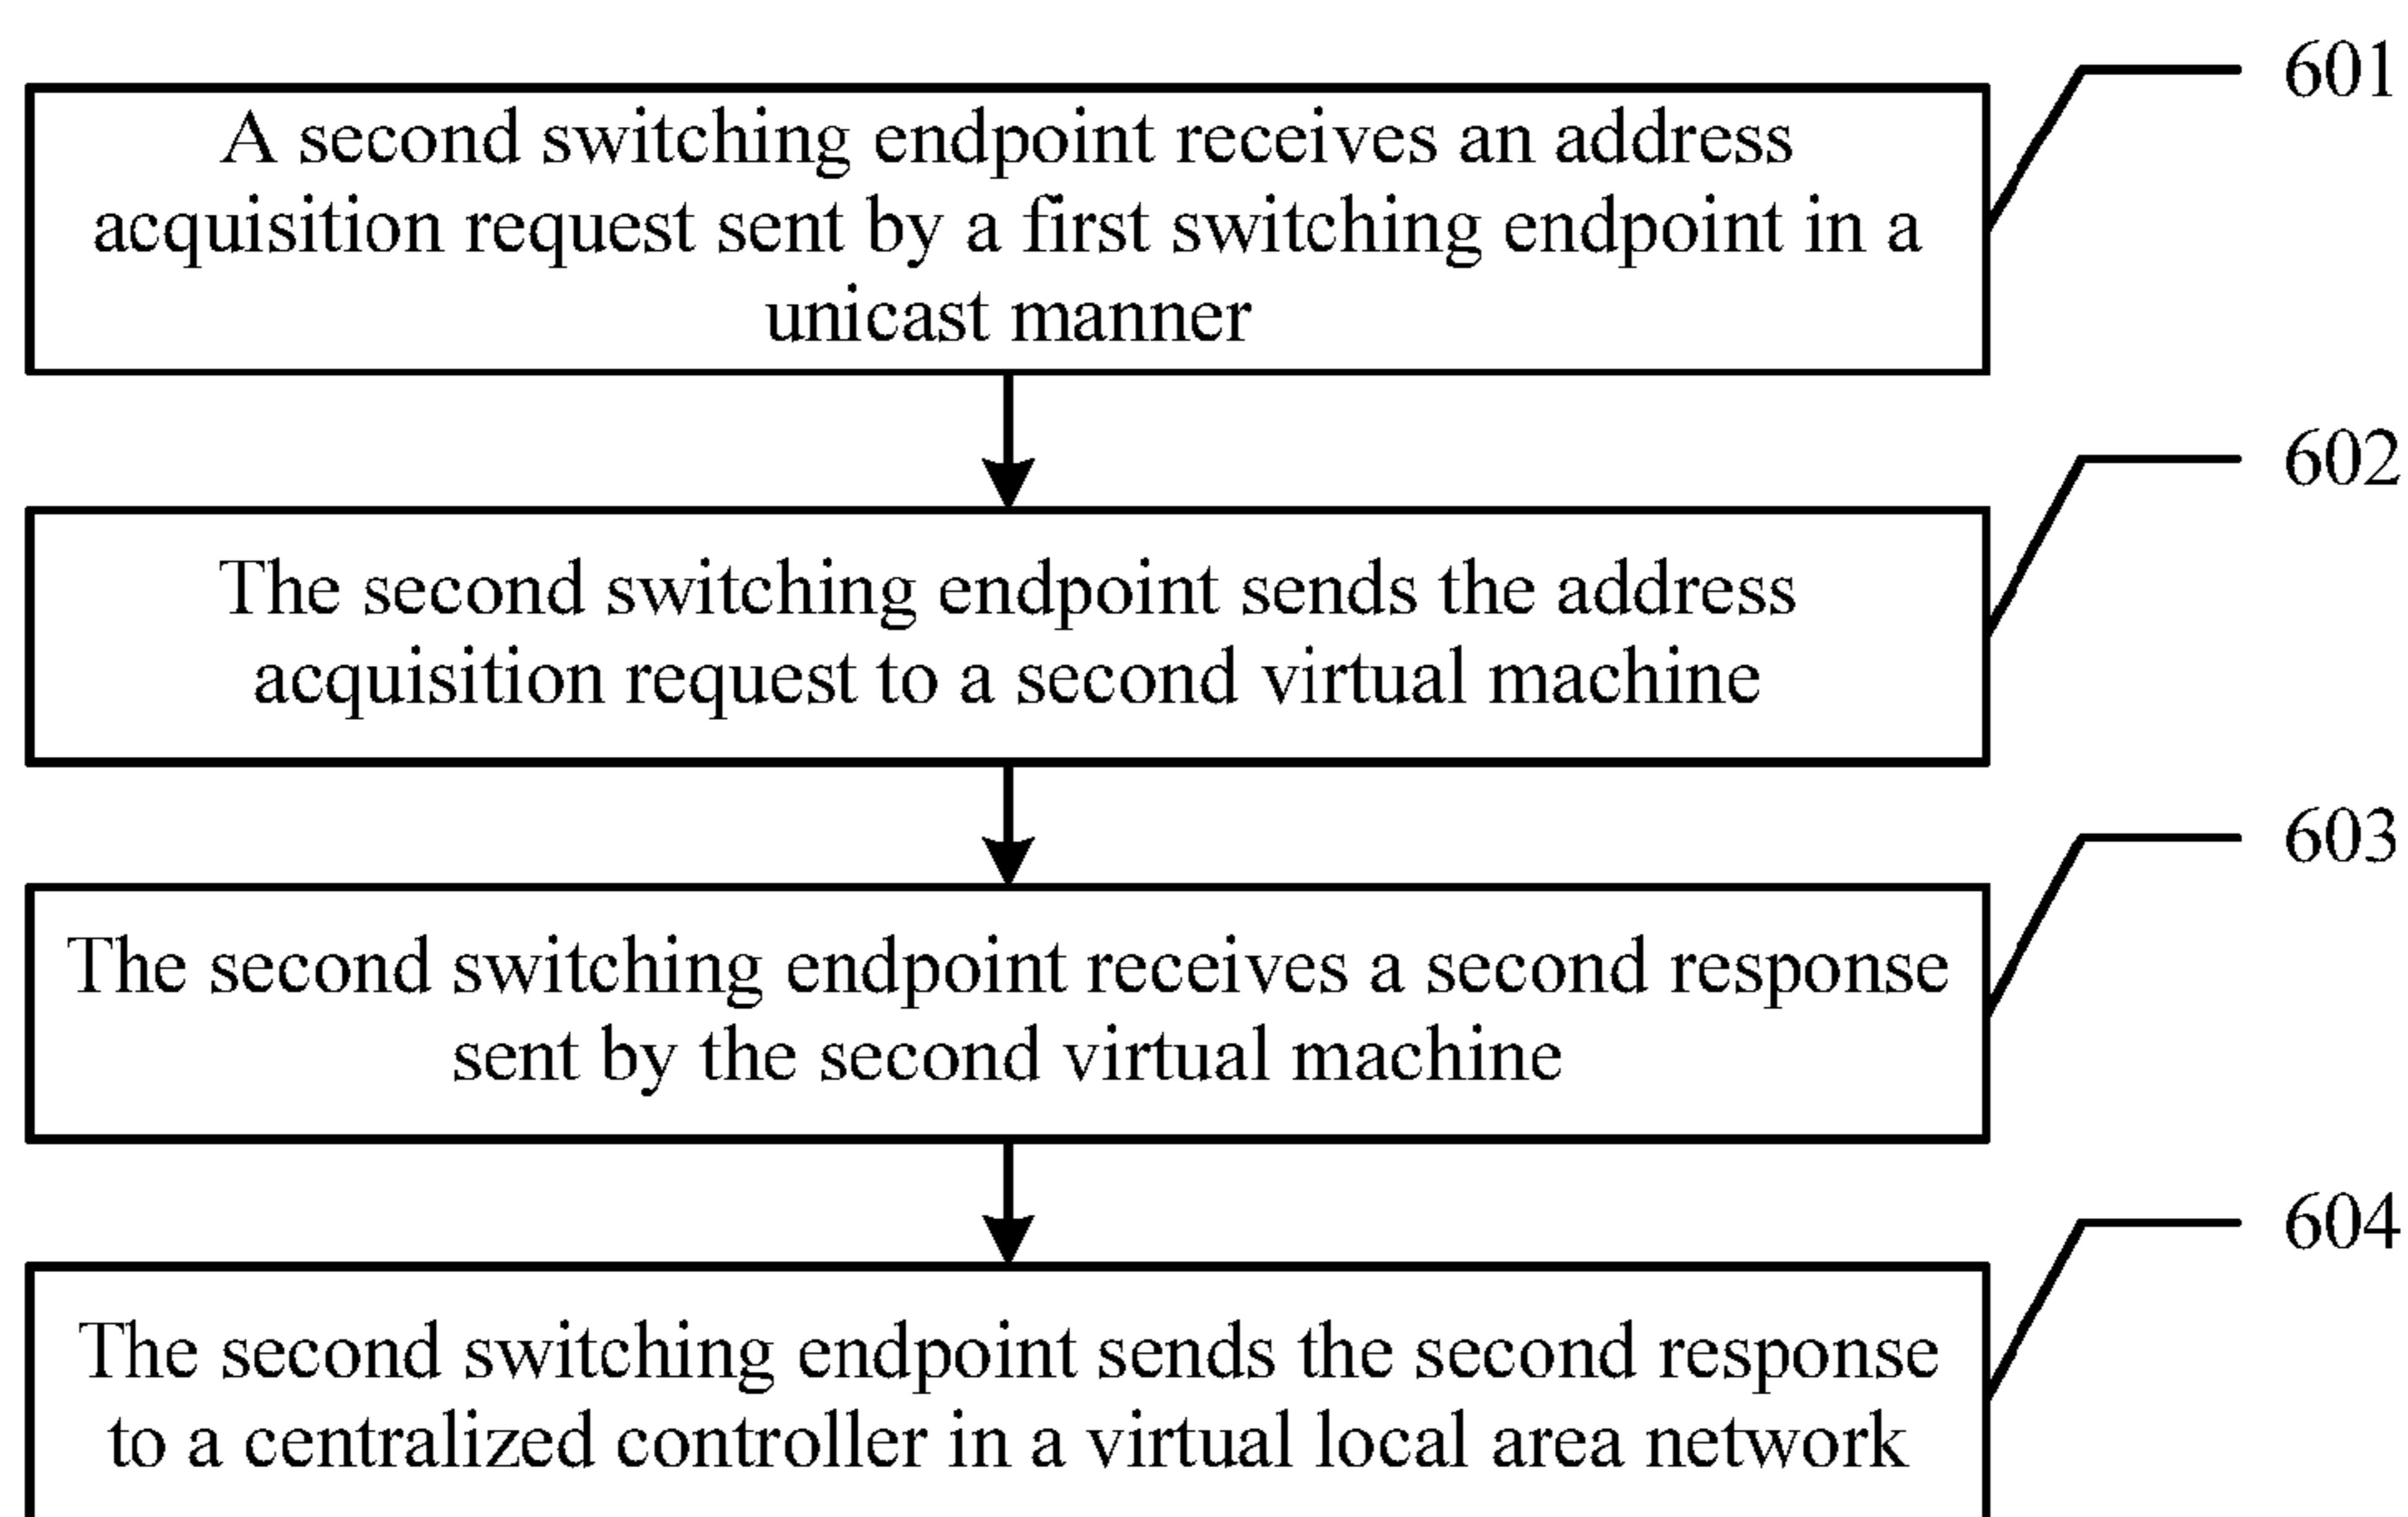 601
A second switching endpoint receives an address
acquisition request sent by a first switching endpoint in a
unicast manner
602
The second switching endpoint sends the address
acquisition request to a second virtual machine
603
The second switching endpoint receives a second response
sent by the second virtual machine
604
The second switching endpoint sends the second response
to a centralized controller in a virtual local area network